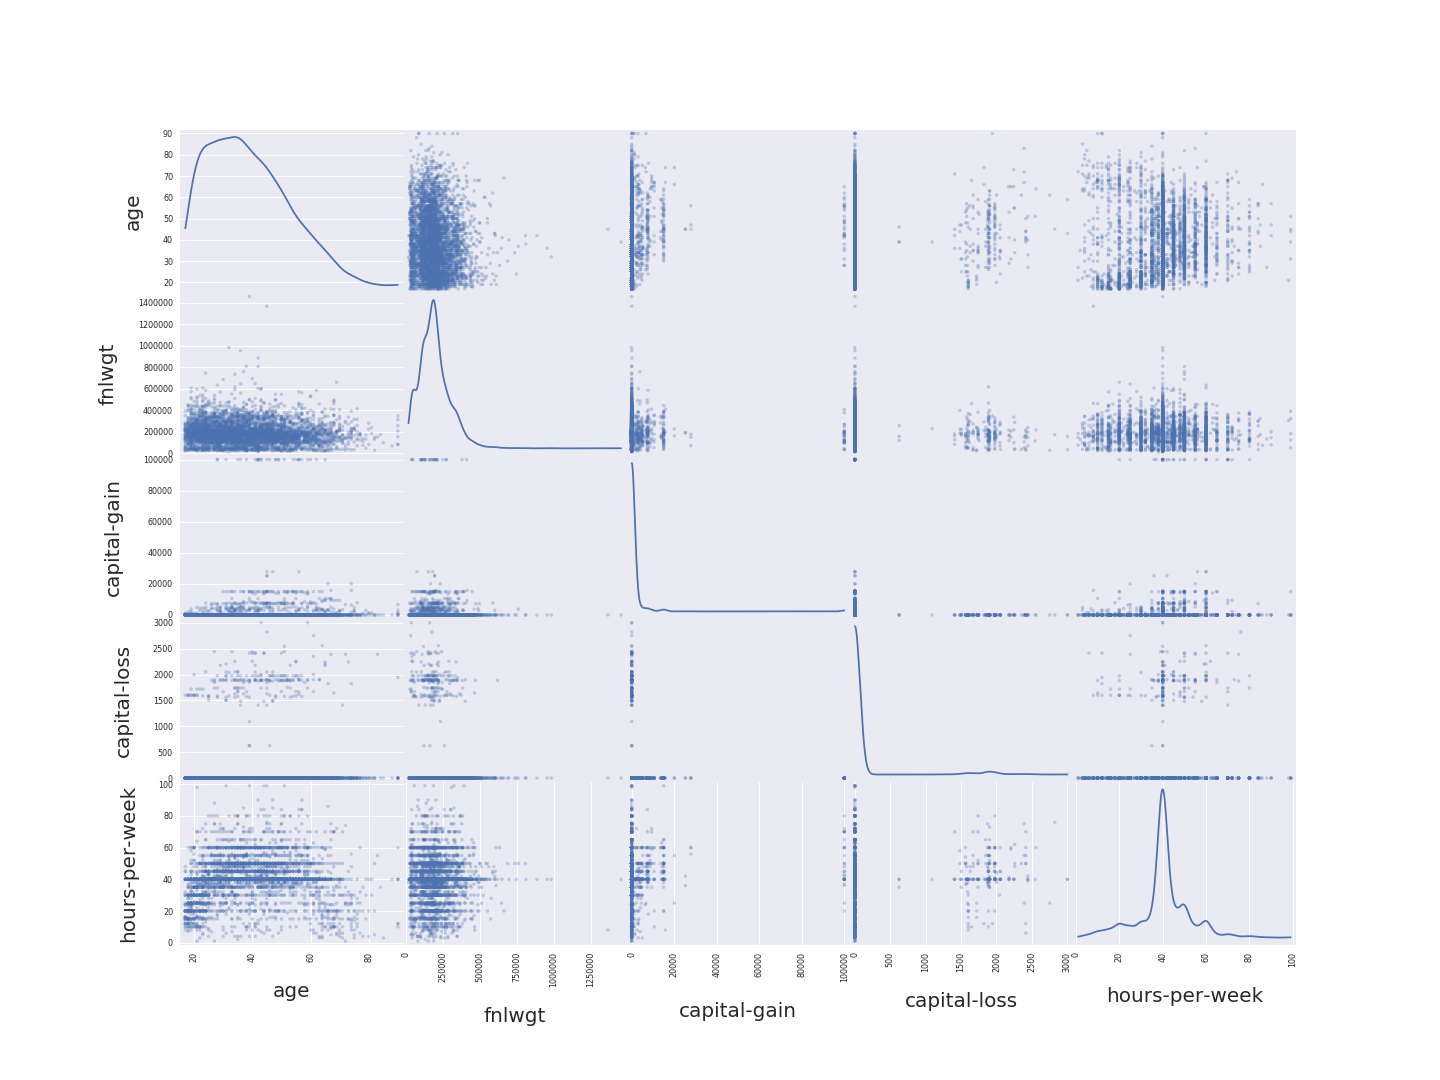 90
80
70
60
50
40
30
20
age
1400000
1200000
1000000
800000
600000
400000
200000
0
fnlwgt
100000
80000
60000
40000
20000
0
capital-gain
3000
2500
2000
1500
1000
500
0
capital-loss
100
80
60
40
20
0
hours-per-week
20 40 60 80
0 250000 500000 750000 1000000 1250000
0 20000 40000 60000 80000 100000
0 500 1000 1500 2000 2500 3000
0 20 40 60 80 100
age
fnlwgt
capital-gain
capital-loss
hours-per-week